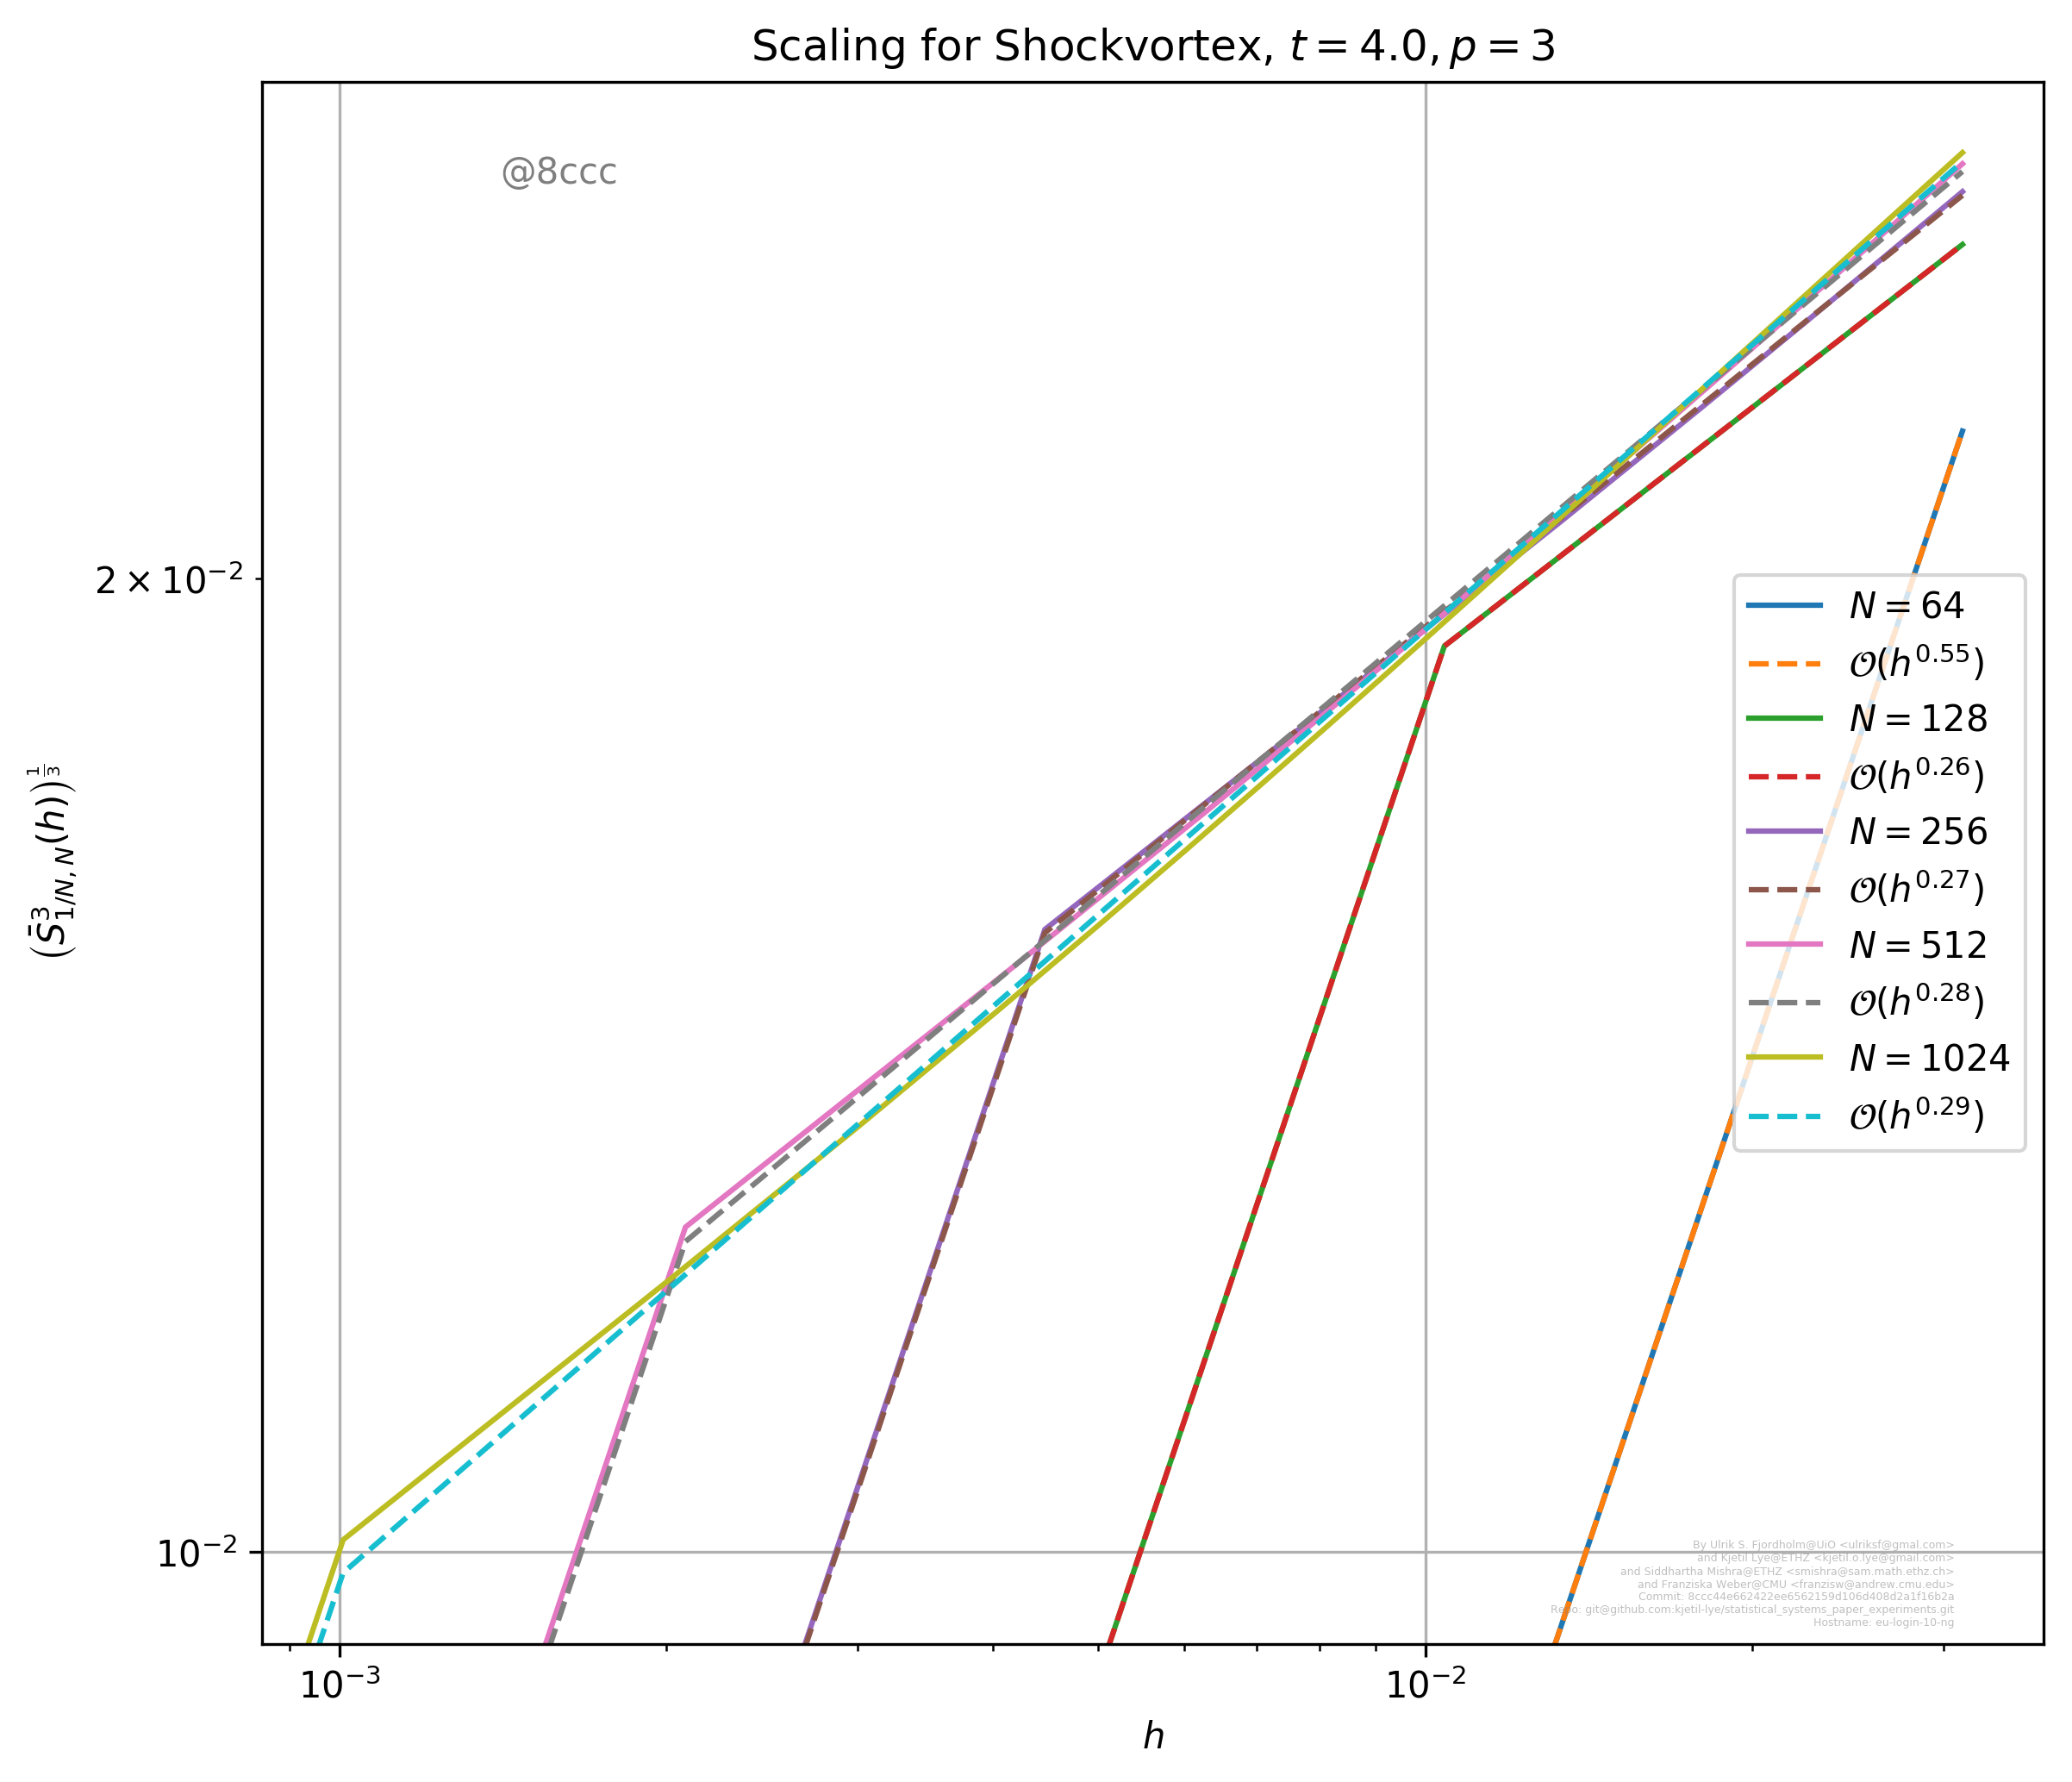 Scaling for Shockvortex, t = 4.0, p = 3
@8ccc
(S̄³_{1/N,N}(h))^{1/3}
2 × 10⁻²
10⁻²
10⁻³
10⁻²
h
N = 64
𝒪(h^{0.55})
N = 128
𝒪(h^{0.26})
N = 256
𝒪(h^{0.27})
N = 512
𝒪(h^{0.28})
N = 1024
𝒪(h^{0.29})
By Ulrik S. Fjordholm@UiO <ulriksf@gmal.com>
and Kjetil Lye@ETHZ <kjetil.o.lye@gmail.com>
and Siddhartha Mishra@ETHZ <smishra@sam.math.ethz.ch>
and Franziska Weber@CMU <franzisw@andrew.cmu.edu>
Commit: 8ccc44e662422ee6562159d106d408d2a1f16b2a
Repo: git@github.com:kjetil-lye/statistical_systems_paper_experiments.git
Hostname: eu-login-10-ng